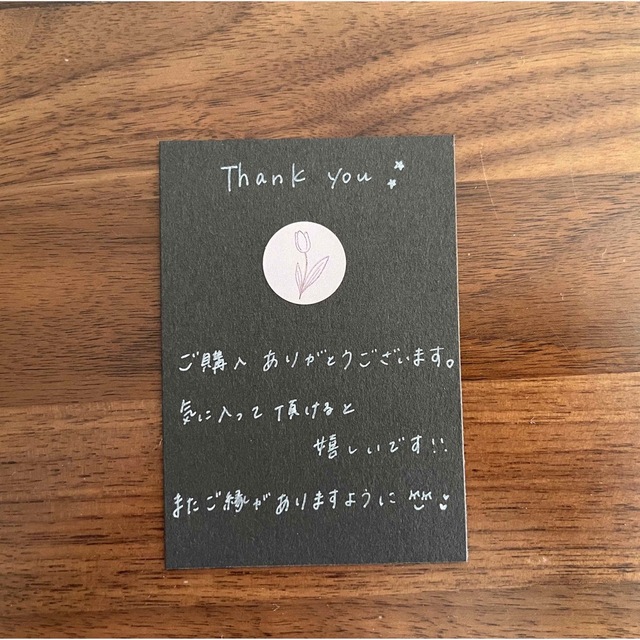 Thank you
ご購入ありがとうございます。
気に入って頂けると
嬉しいです!!
またご縁がありますように